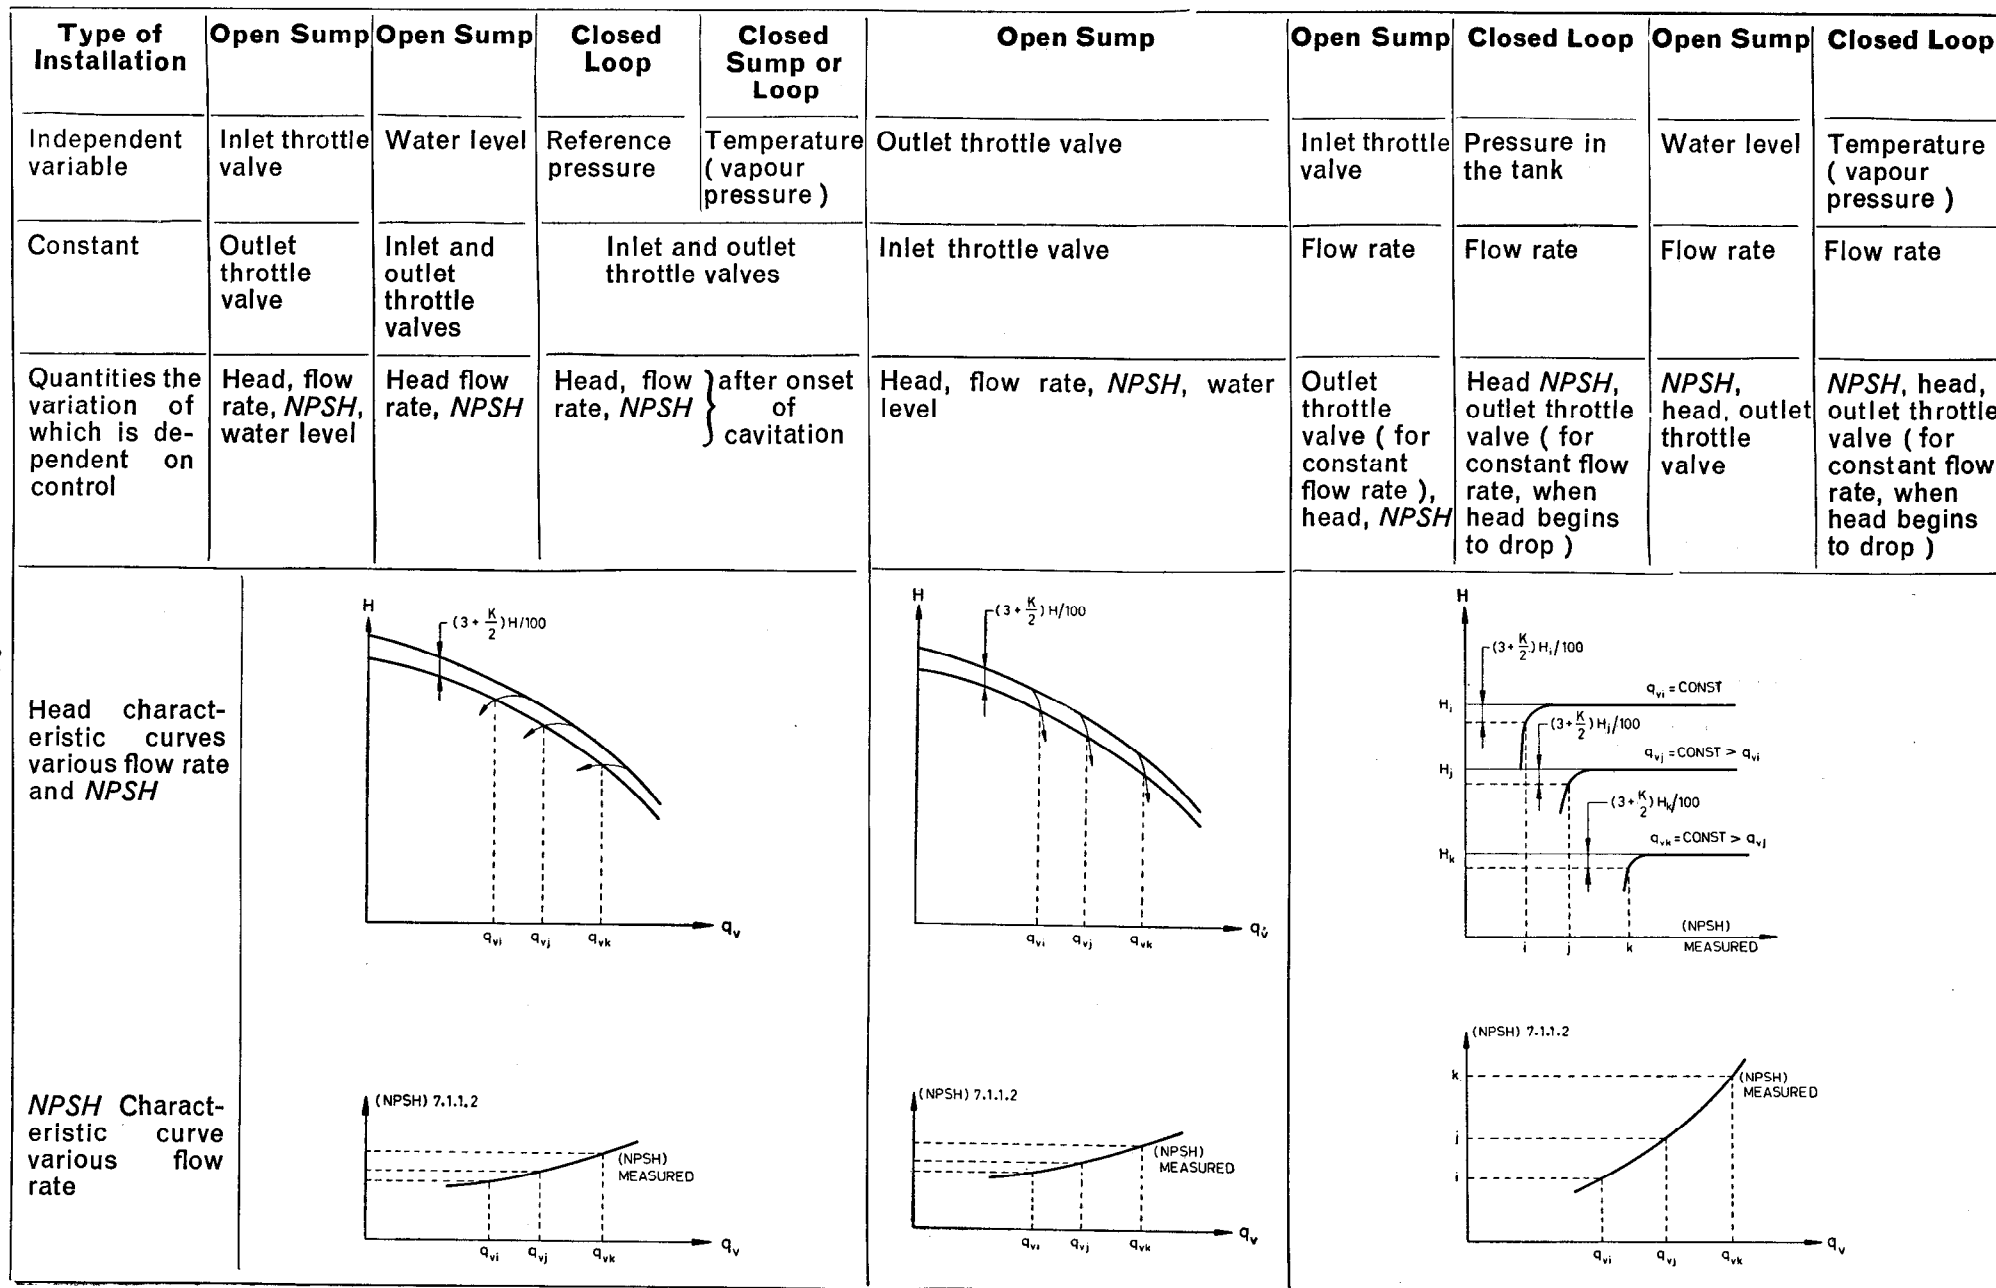 Type of
Installation
Open Sump
Open Sump
Closed
Loop
Closed
Sump or
Loop
Open Sump
Open Sump
Closed Loop
Open Sump
Closed Loop
Independent
variable
Inlet throttle
valve
Water level
Reference
pressure
Temperature
( vapour
pressure )
Outlet throttle valve
Inlet throttle
valve
Pressure in
the tank
Water level
Temperature
( vapour
pressure )
Constant
Outlet
throttle
valve
Inlet and
outlet
throttle
valves
Inlet and outlet
throttle valves
Inlet throttle valve
Flow rate
Flow rate
Flow rate
Flow rate
Quantities the
variation of
which is de-
pendent on
control
Head, flow
rate, NPSH,
water level
Head flow
rate, NPSH
Head, flow
rate, NPSH
} after onset
of
cavitation
Head, flow rate, NPSH, water
level
Outlet
throttle
valve ( for
constant
flow rate ),
head, NPSH
Head NPSH,
outlet throttle
valve ( for
constant flow
rate, when
head begins
to drop )
NPSH,
head, outlet
throttle
valve
NPSH, head,
outlet throttle
valve ( for
constant flow
rate, when
head begins
to drop )
Head charact-
eristic curves
various flow rate
and NPSH
H
(3 + K/2) H/100
qvi qvj qvk
qv
H
(3 + K/2) H/100
qvi qvj qvk
qv
H
(3 + K/2) Hi/100
qvi = CONST
Hi
(3 + K/2) Hj/100
qvj = CONST > qvi
Hj
(3 + K/2) Hk/100
qvk = CONST > qvj
Hk
(NPSH)
MEASURED
i j k
NPSH Charact-
eristic curve
various flow
rate
(NPSH) 7.1.1.2
(NPSH)
MEASURED
qvi qvj qvk
qv
(NPSH) 7.1.1.2
(NPSH)
MEASURED
qvi qvj qvk
qv
(NPSH) 7.1.1.2
k
(NPSH)
MEASURED
j
i
qvi qvj qvk
qv